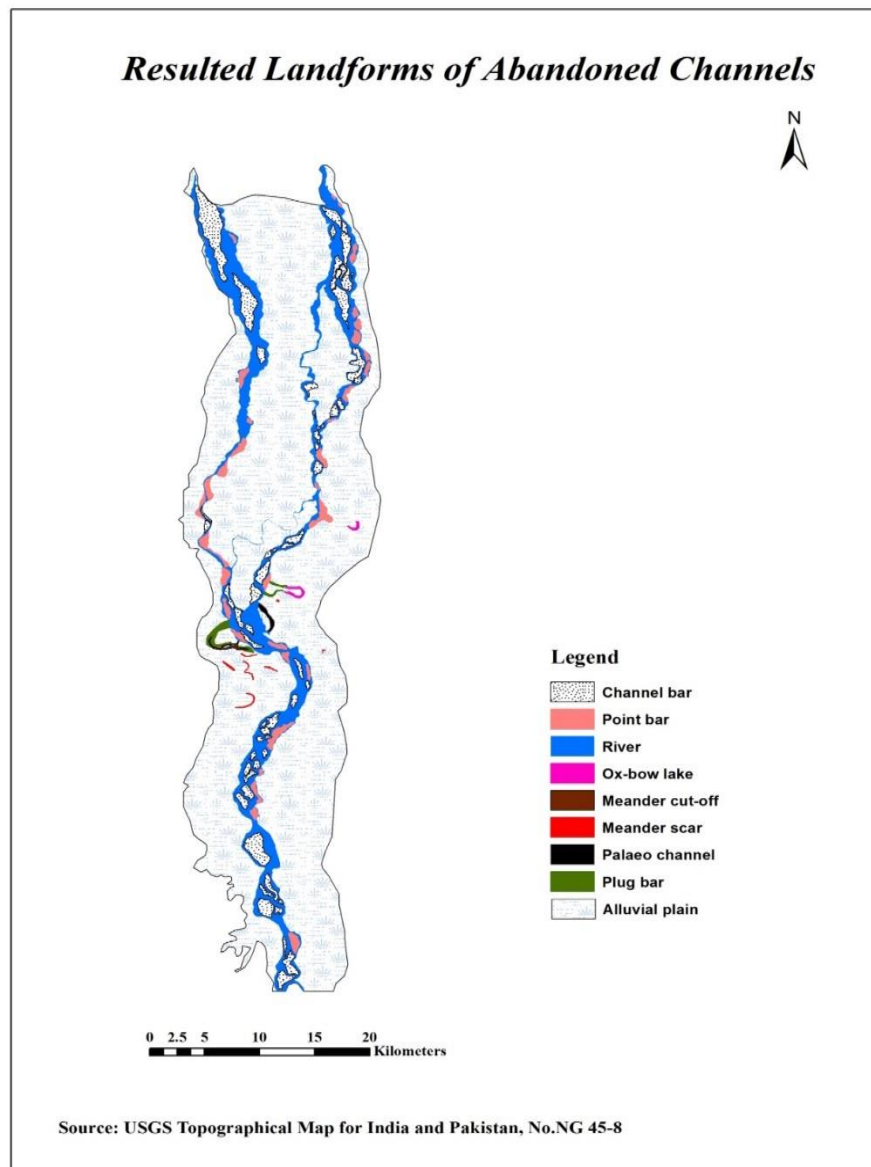 Resulted Landforms of Abandoned Channels
N
Legend
Channel bar
Point bar
River
Ox-bow lake
Meander cut-off
Meander scar
Palaeo channel
Plug bar
Alluvial plain
0 2.5 5 10 15 20
Kilometers
Source: USGS Topographical Map for India and Pakistan, No.NG 45-8